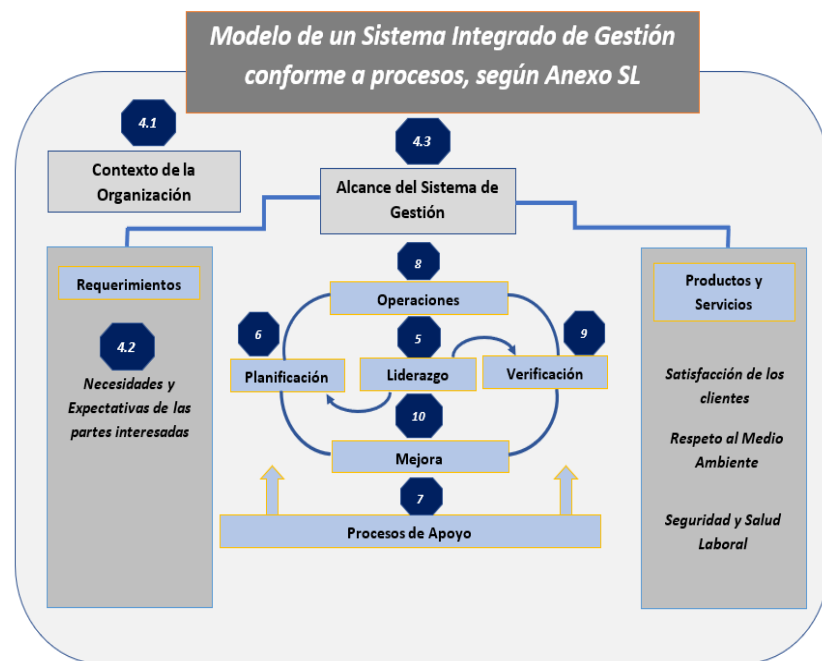 Modelo de un Sistema Integrado de Gestión
conforme a procesos, según Anexo SL
4.1
Contexto de la
Organización
4.3
Alcance del Sistema de
Gestión
Requerimientos
4.2
Necesidades y
Expectativas de las
partes interesadas
8
Operaciones
6
Planificación
5
Liderazgo
9
Verificación
10
Mejora
7
Procesos de Apoyo
Productos y
Servicios
Satisfacción de los
clientes
Respeto al Medio
Ambiente
Seguridad y Salud
Laboral